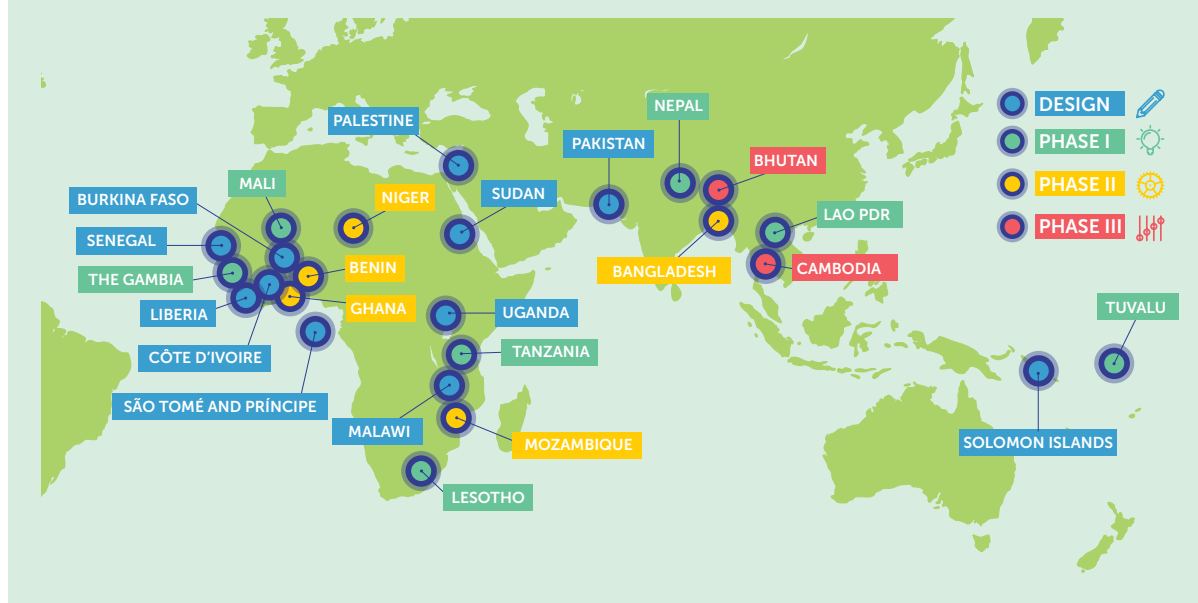 PALESTINE
NEPAL
PAKISTAN
BHUTAN
DESIGN
PHASE I
PHASE II
PHASE III
MALI
BURKINA FASO
NIGER
SUDAN
SENEGAL
LAO PDR
THE GAMBIA
BENIN
BANGLADESH
CAMBODIA
LIBERIA
GHANA
UGANDA
TUVALU
CÔTE D'IVOIRE
TANZANIA
SÃO TOMÉ AND PRÍNCIPE
MALAWI
MOZAMBIQUE
SOLOMON ISLANDS
LESOTHO